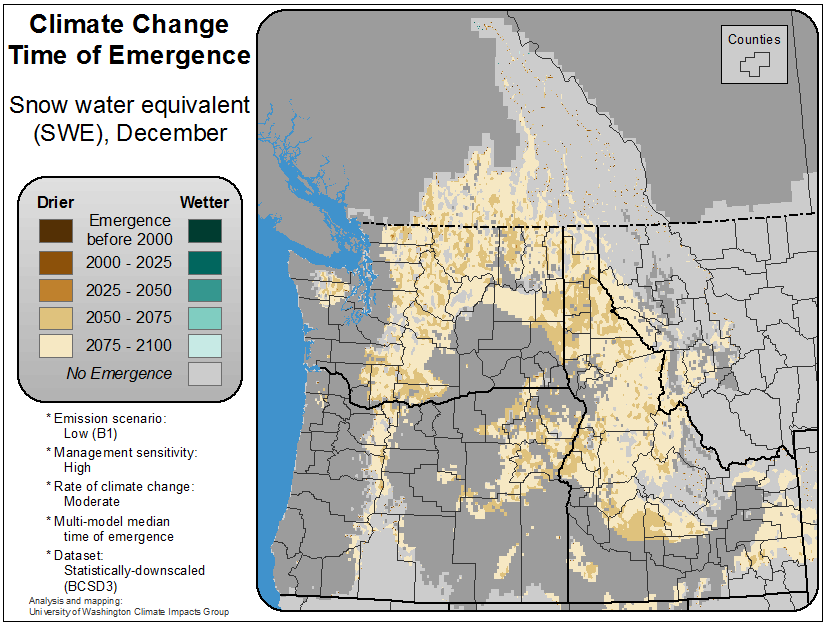 Climate Change
Time of Emergence
Snow water equivalent
(SWE), December
Drier
Wetter
Emergence
before 2000
2000 - 2025
2025 - 2050
2050 - 2075
2075 - 2100
No Emergence
* Emission scenario:
Low (B1)
* Management sensitivity:
High
* Rate of climate change:
Moderate
* Multi-model median
time of emergence
* Dataset:
Statistically-downscaled
(BCSD3)
Analysis and mapping:
University of Washington Climate Impacts Group
Counties